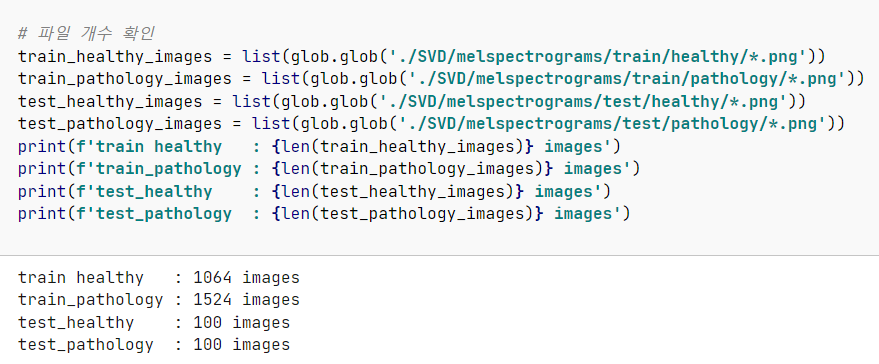 # 파일 개수 확인
train_healthy_images = list(glob.glob('./SVD/melspectrograms/train/healthy/*.png'))
train_pathology_images = list(glob.glob('./SVD/melspectrograms/train/pathology/*.png'))
test_healthy_images = list(glob.glob('./SVD/melspectrograms/test/healthy/*.png'))
test_pathology_images = list(glob.glob('./SVD/melspectrograms/test/pathology/*.png'))
print(f'train healthy   : {len(train_healthy_images)} images')
print(f'train_pathology : {len(train_pathology_images)} images')
print(f'test_healthy    : {len(test_healthy_images)} images')
print(f'test_pathology  : {len(test_pathology_images)} images')
train healthy   : 1064 images
train_pathology : 1524 images
test_healthy    : 100 images
test_pathology  : 100 images